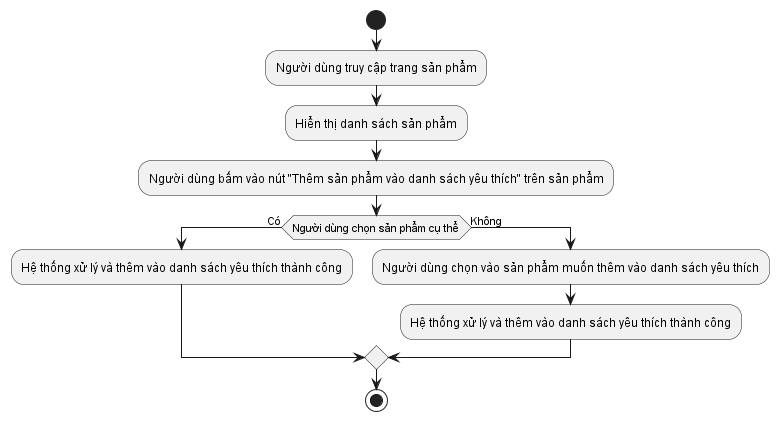 Người dùng truy cập trang sản phẩm
Hiển thị danh sách sản phẩm
Người dùng bấm vào nút "Thêm sản phẩm vào danh sách yêu thích" trên sản phẩm
Có
Người dùng chọn sản phẩm cụ thể
Không
Hệ thống xử lý và thêm vào danh sách yêu thích thành công
Người dùng chọn vào sản phẩm muốn thêm vào danh sách yêu thích
Hệ thống xử lý và thêm vào danh sách yêu thích thành công